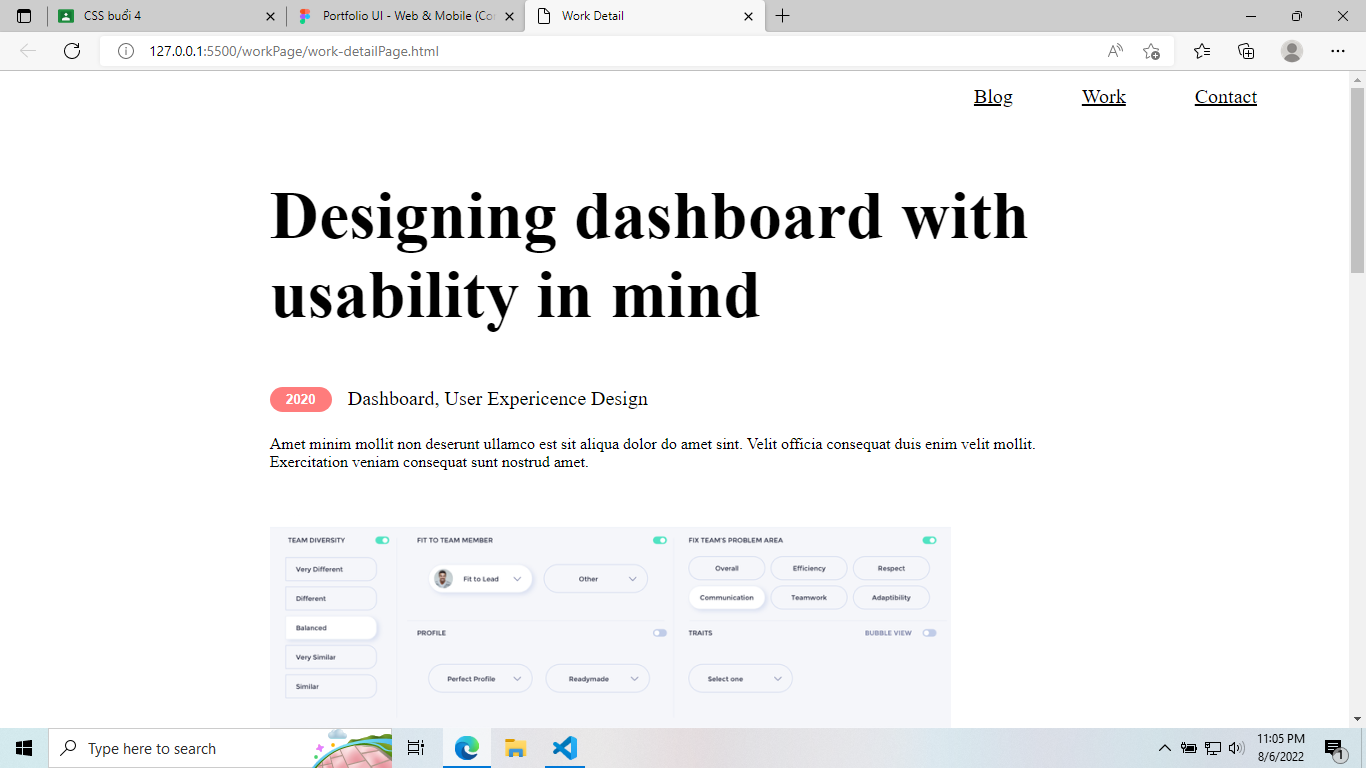 CSS buổi 4
Portfolio UI - Web & Mobile (Co
Work Detail
127.0.0.1:5500/workPage/work-detailPage.html
Blog Work Contact
Designing dashboard with
usability in mind
2020 Dashboard, User Expericence Design
Amet minim mollit non deserunt ullamco est sit aliqua dolor do amet sint. Velit officia consequat duis enim velit mollit.
Exercitation veniam consequat sunt nostrud amet.
TEAM DIVERSITY
Very Different
Different
Balanced
Very Similar
Similar
FIT TO TEAM MEMBER
Fit to Lead
Other
PROFILE
Perfect Profile
Readymade
FIX TEAM'S PROBLEM AREA
Overall Efficiency Respect
Communication Teamwork Adaptibility
TRAITS BUBBLE VIEW
Select one
Type here to search
11:05 PM
8/6/2022
1